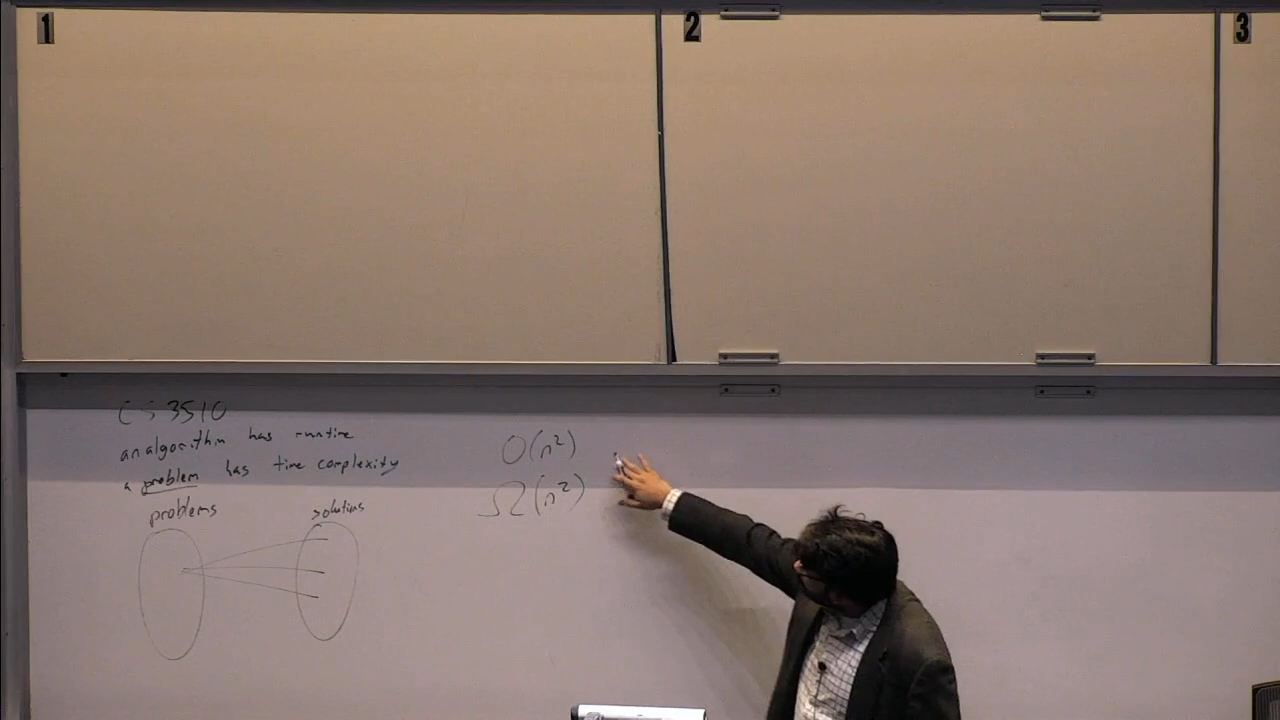 1
2
3
CS 3510
an algorithm has runtime
a problem has time complexity
problems
solutions
O(n²)
Ω(n²)